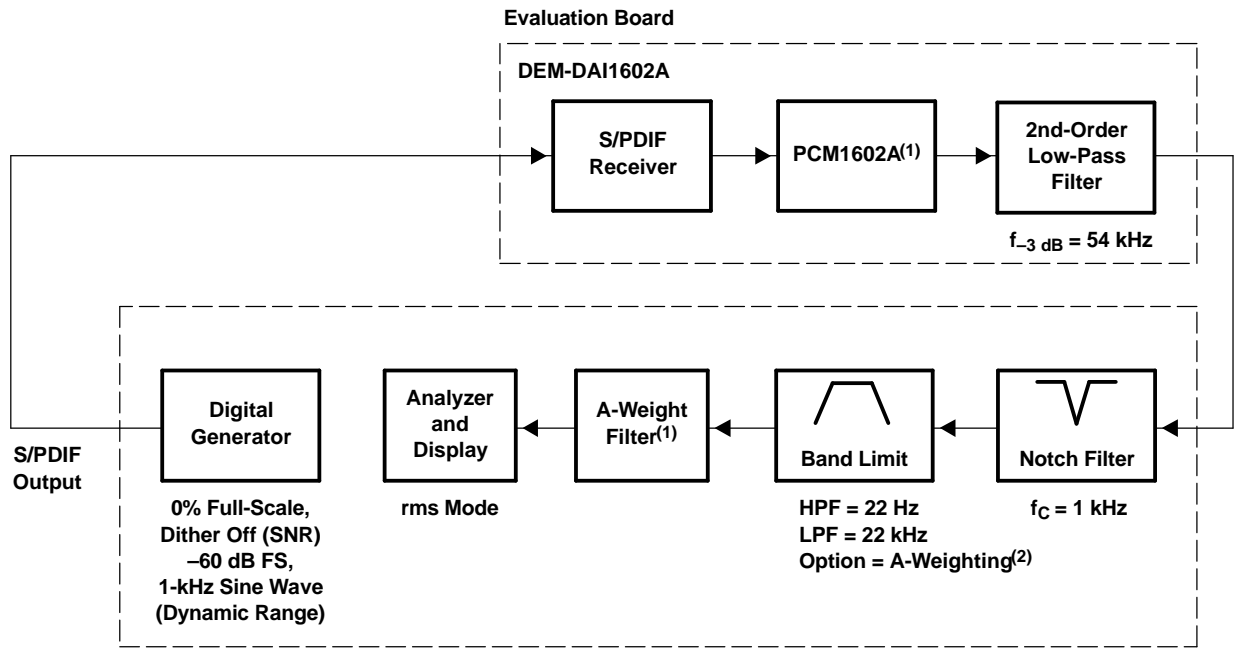 Evaluation Board
DEM-DAI1602A
S/PDIF
Receiver
PCM1602A(1)
2nd-Order
Low-Pass
Filter
f–3 dB = 54 kHz
S/PDIF
Output
Digital
Generator
0% Full-Scale,
Dither Off (SNR)
–60 dB FS,
1-kHz Sine Wave
(Dynamic Range)
Analyzer
and
Display
rms Mode
A-Weight
Filter(1)
Band Limit
HPF = 22 Hz
LPF = 22 kHz
Option = A-Weighting(2)
Notch Filter
fC = 1 kHz